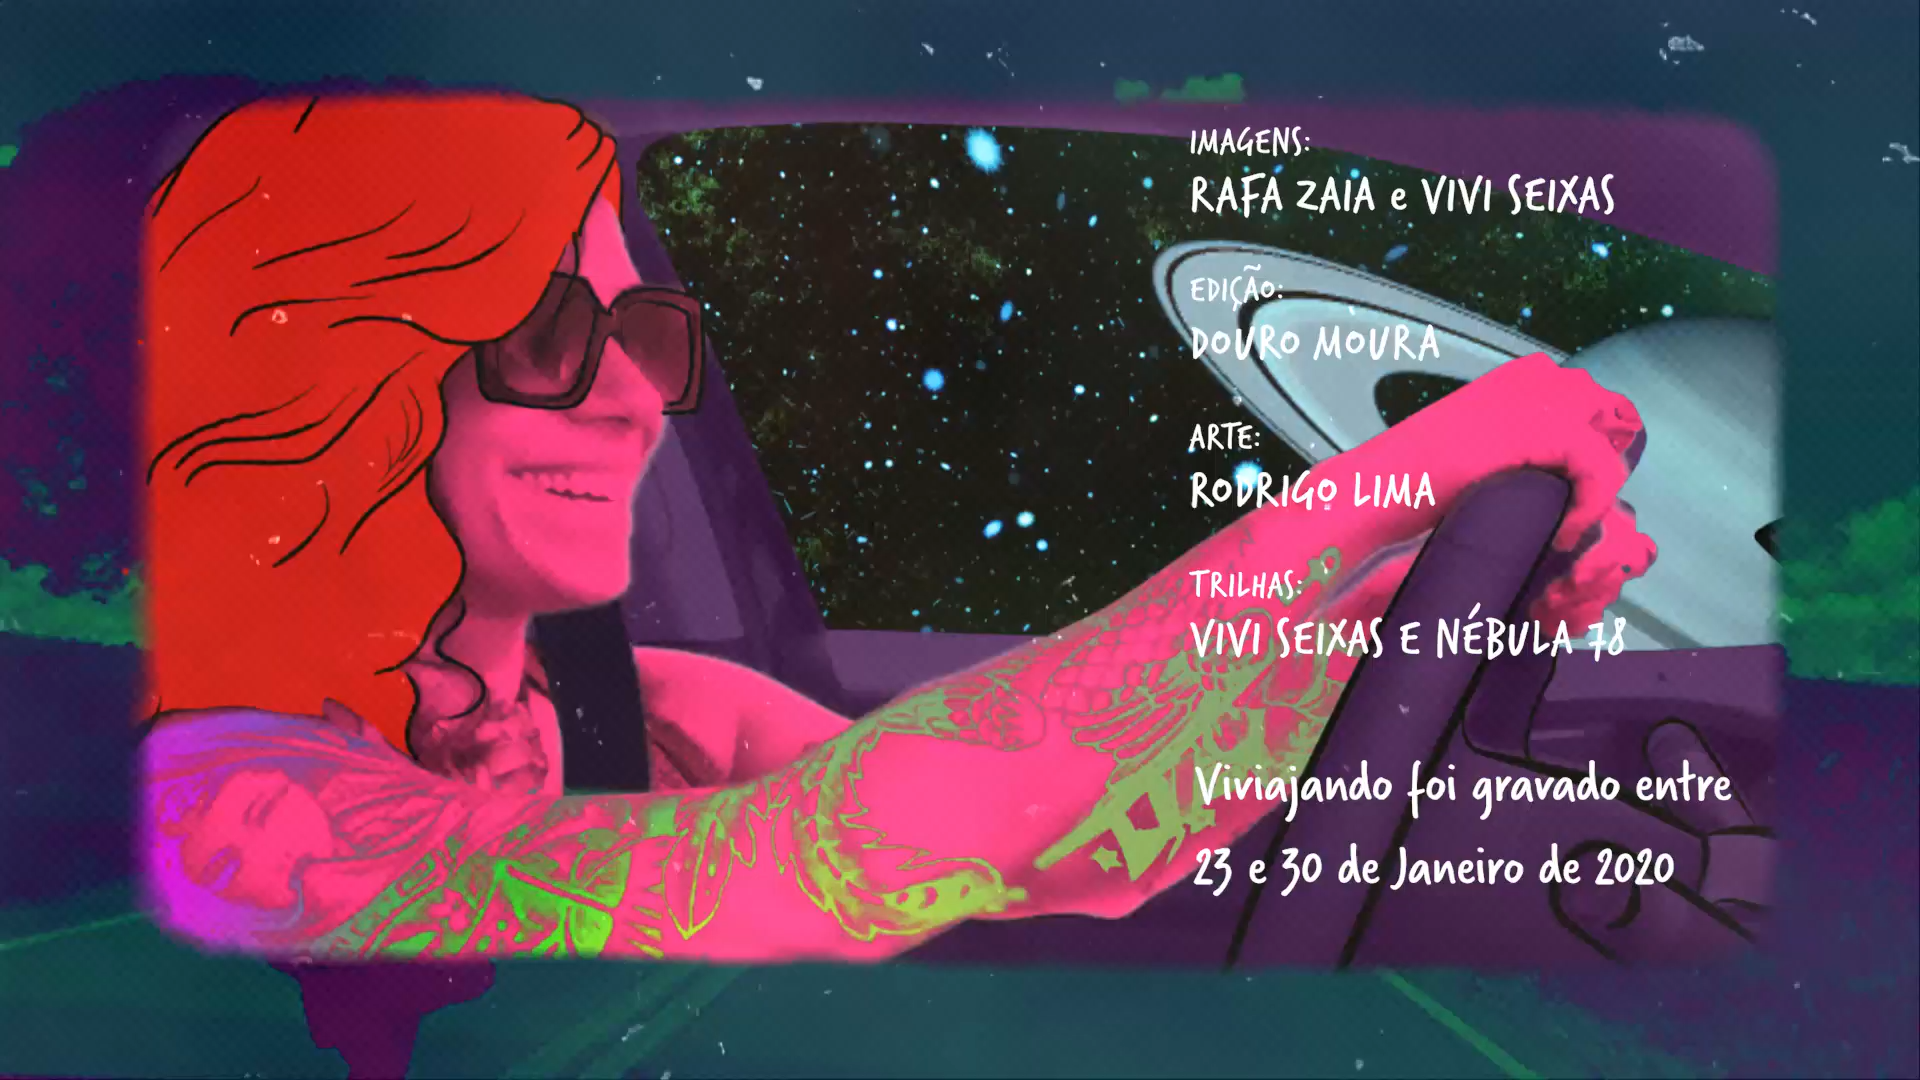 IMAGENS:
RAFA ZAIA e VIVI SEIXAS
EDIÇÃO:
DOURO MOURA
ARTE:
RODRIGO LIMA
TRILHAS:
VIVI SEIXAS E NÉBULA 78
Viviajando foi gravado entre
23 e 30 de Janeiro de 2020